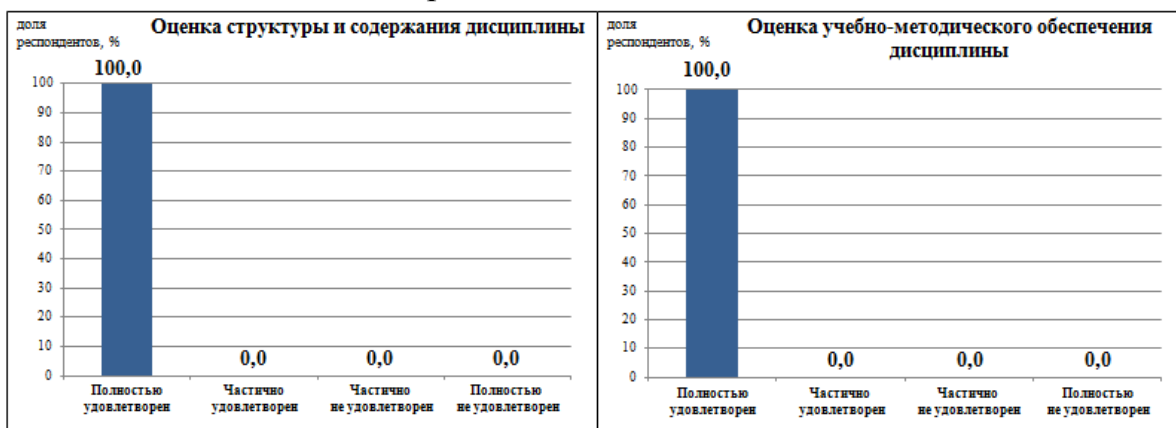 доля
респондентов, %
Оценка структуры и содержания дисциплины
100,0
100
90
80
70
60
50
40
30
20
10
0
0,0
0,0
0,0
Полностью
удовлетворен
Частично
удовлетворен
Частично
не удовлетворен
Полностью
не удовлетворен
доля
респондентов, %
Оценка учебно-методического обеспечения
дисциплины
100,0
100
90
80
70
60
50
40
30
20
10
0
0,0
0,0
0,0
Полностью
удовлетворен
Частично
удовлетворен
Частично
не удовлетворен
Полностью
не удовлетворен